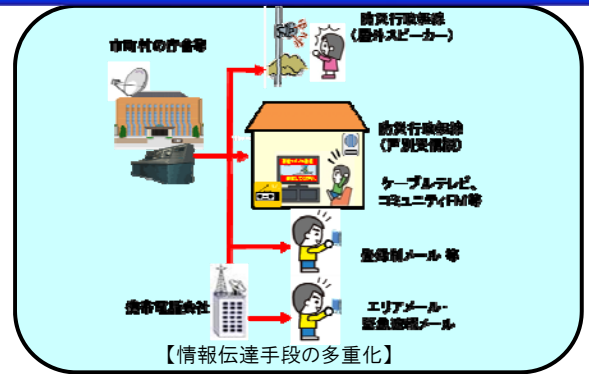 市町村の庁舎等
防災行政無線
(屋外スピーカー)
防災行政無線
(戸別受信機)
ケーブルテレビ、
コミュニティFM等
登録制メール 等
携帯電話会社
エリアメール・
緊急速報メール
【情報伝達手段の多重化】